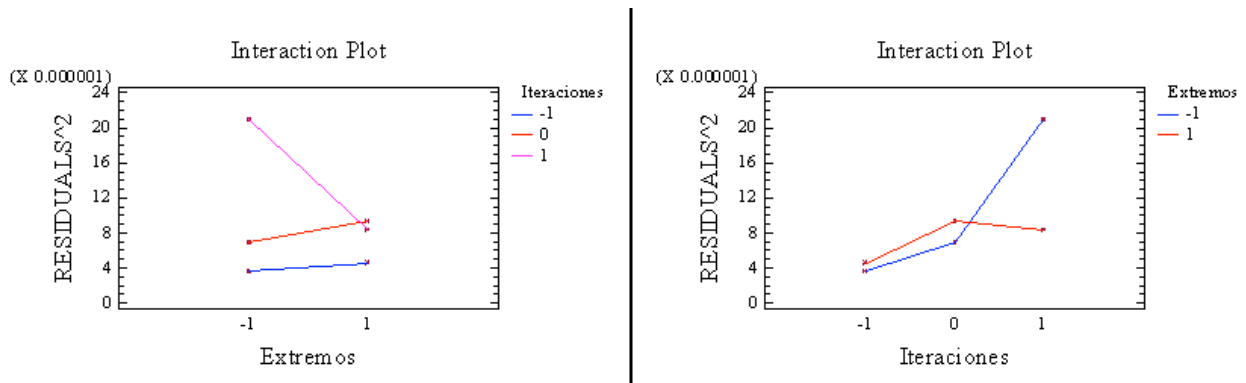 Interaction Plot
(X 0.000001)
RESIDUALS^2
24
20
16
12
8
4
0
-1
1
Extremos
Iteraciones
-1
0
1
Interaction Plot
(X 0.000001)
RESIDUALS^2
24
20
16
12
8
4
0
-1
0
1
Iteraciones
Extremos
-1
1